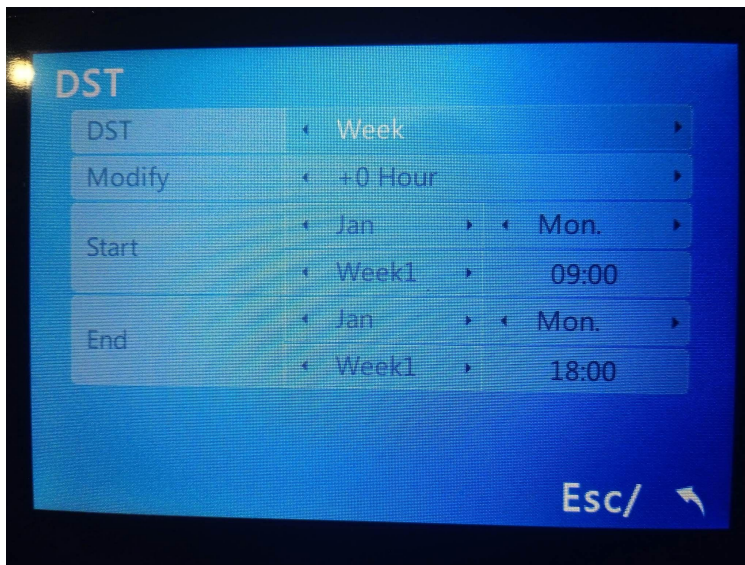 DST
DST Week
Modify +0 Hour
Start Jan Mon.
Week1 09:00
End Jan Mon.
Week1 18:00
Esc/